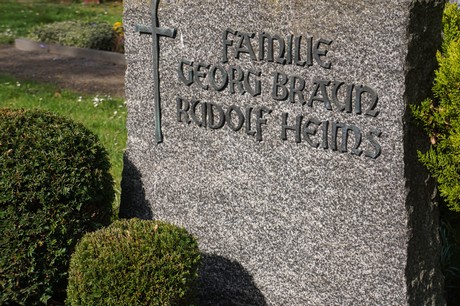 FAMILIE
GEORG BRAUN
RUDOLF HEIMS